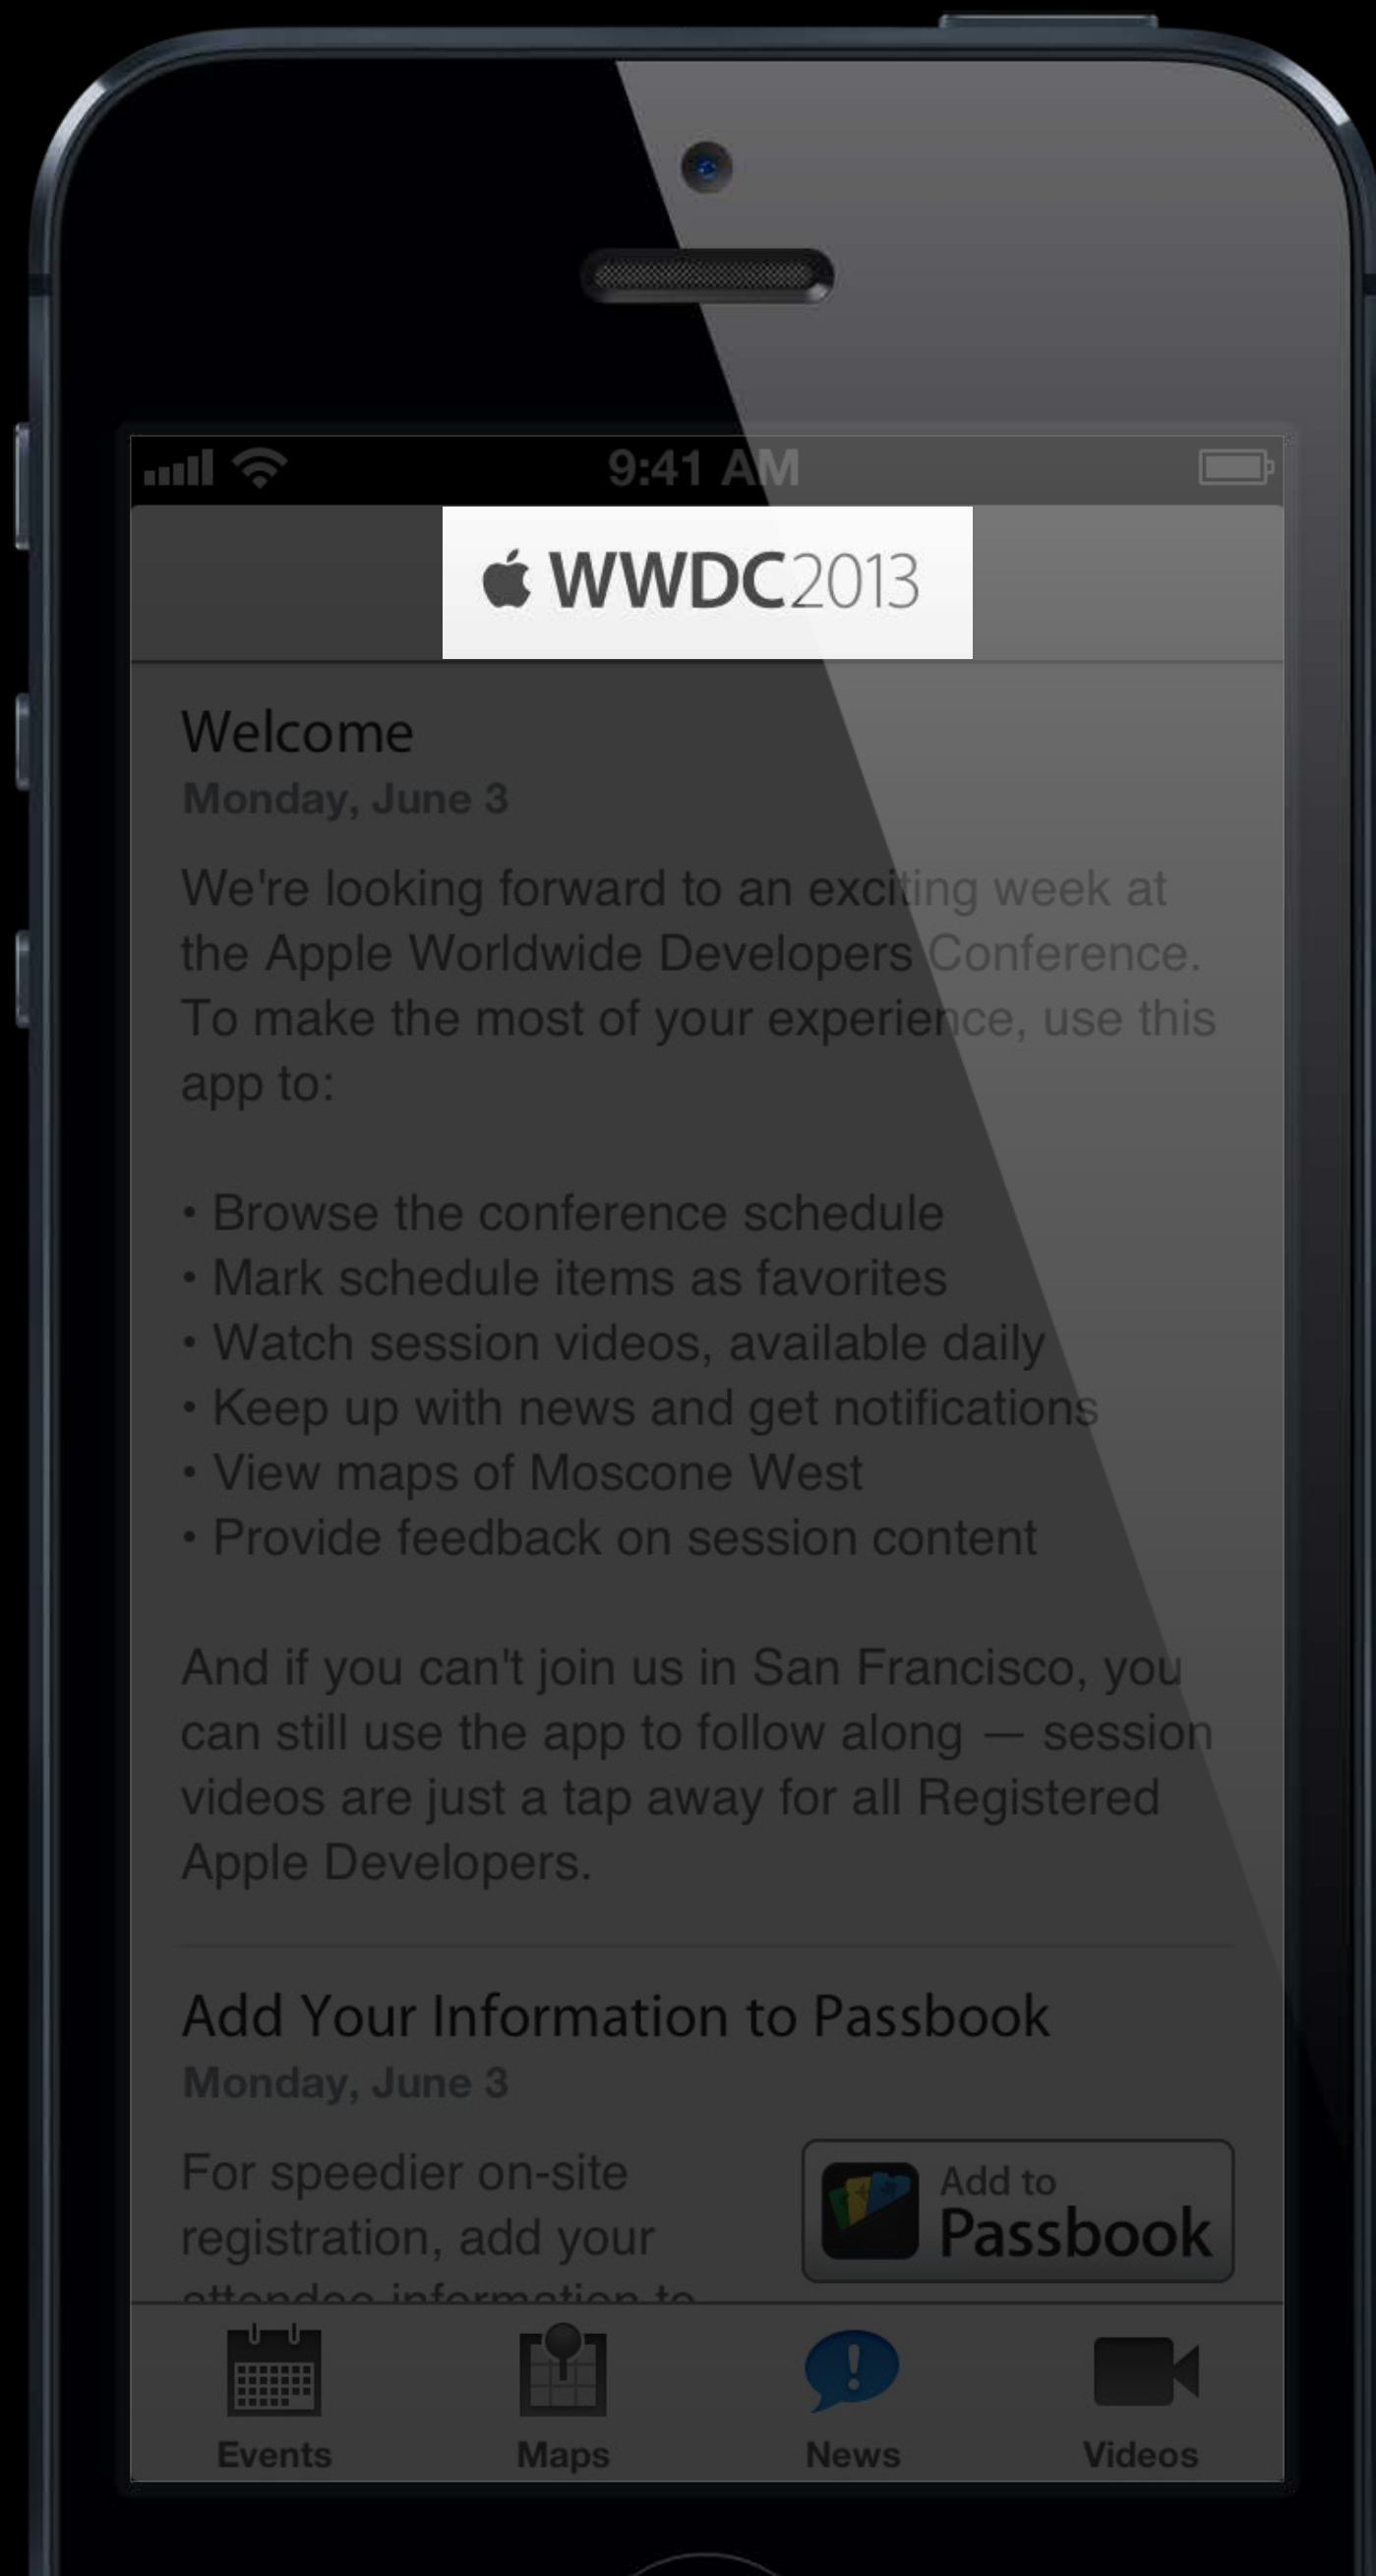 9:41 AM
WWDC2013
Welcome
Monday, June 3
We're looking forward to an exciting week at
the Apple Worldwide Developers Conference.
To make the most of your experience, use this
app to:
• Browse the conference schedule
• Mark schedule items as favorites
• Watch session videos, available daily
• Keep up with news and get notifications
• View maps of Moscone West
• Provide feedback on session content
And if you can't join us in San Francisco, you
can still use the app to follow along — session
videos are just a tap away for all Registered
Apple Developers.
Add Your Information to Passbook
Monday, June 3
For speedier on-site
registration, add your
attendee information to
Add to
Passbook
Events
Maps
News
Videos